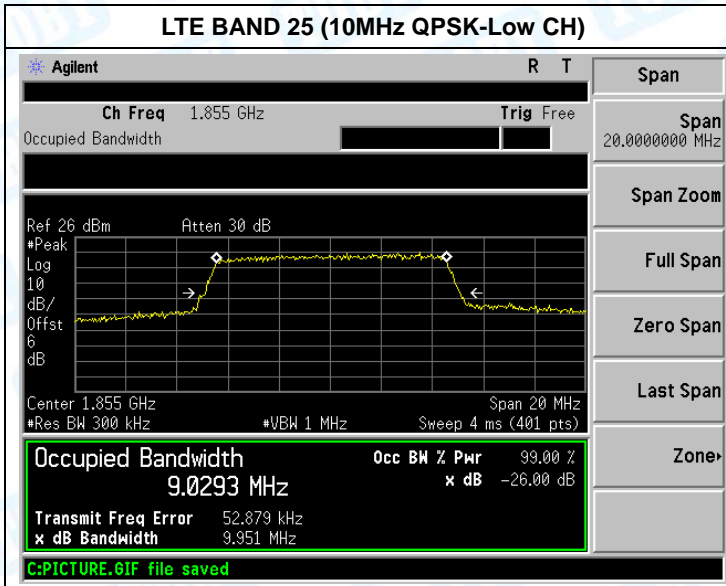 LTE BAND 25 (10MHz QPSK-Low CH)
Agilent R T
Ch Freq 1.855 GHz Trig Free
Occupied Bandwidth
Ref 26 dBm Atten 30 dB
#Peak
Log
10
dB/
Offst
6
dB
Center 1.855 GHz Span 20 MHz
#Res BW 300 kHz #VBW 1 MHz Sweep 4 ms (401 pts)
Occupied Bandwidth Occ BW % Pwr 99.00 %
9.0293 MHz x dB -26.00 dB
Transmit Freq Error 52.879 kHz
x dB Bandwidth 9.951 MHz
C:PICTURE.GIF file saved
Span
Span
20.0000000 MHz
Span Zoom
Full Span
Zero Span
Last Span
Zone▸